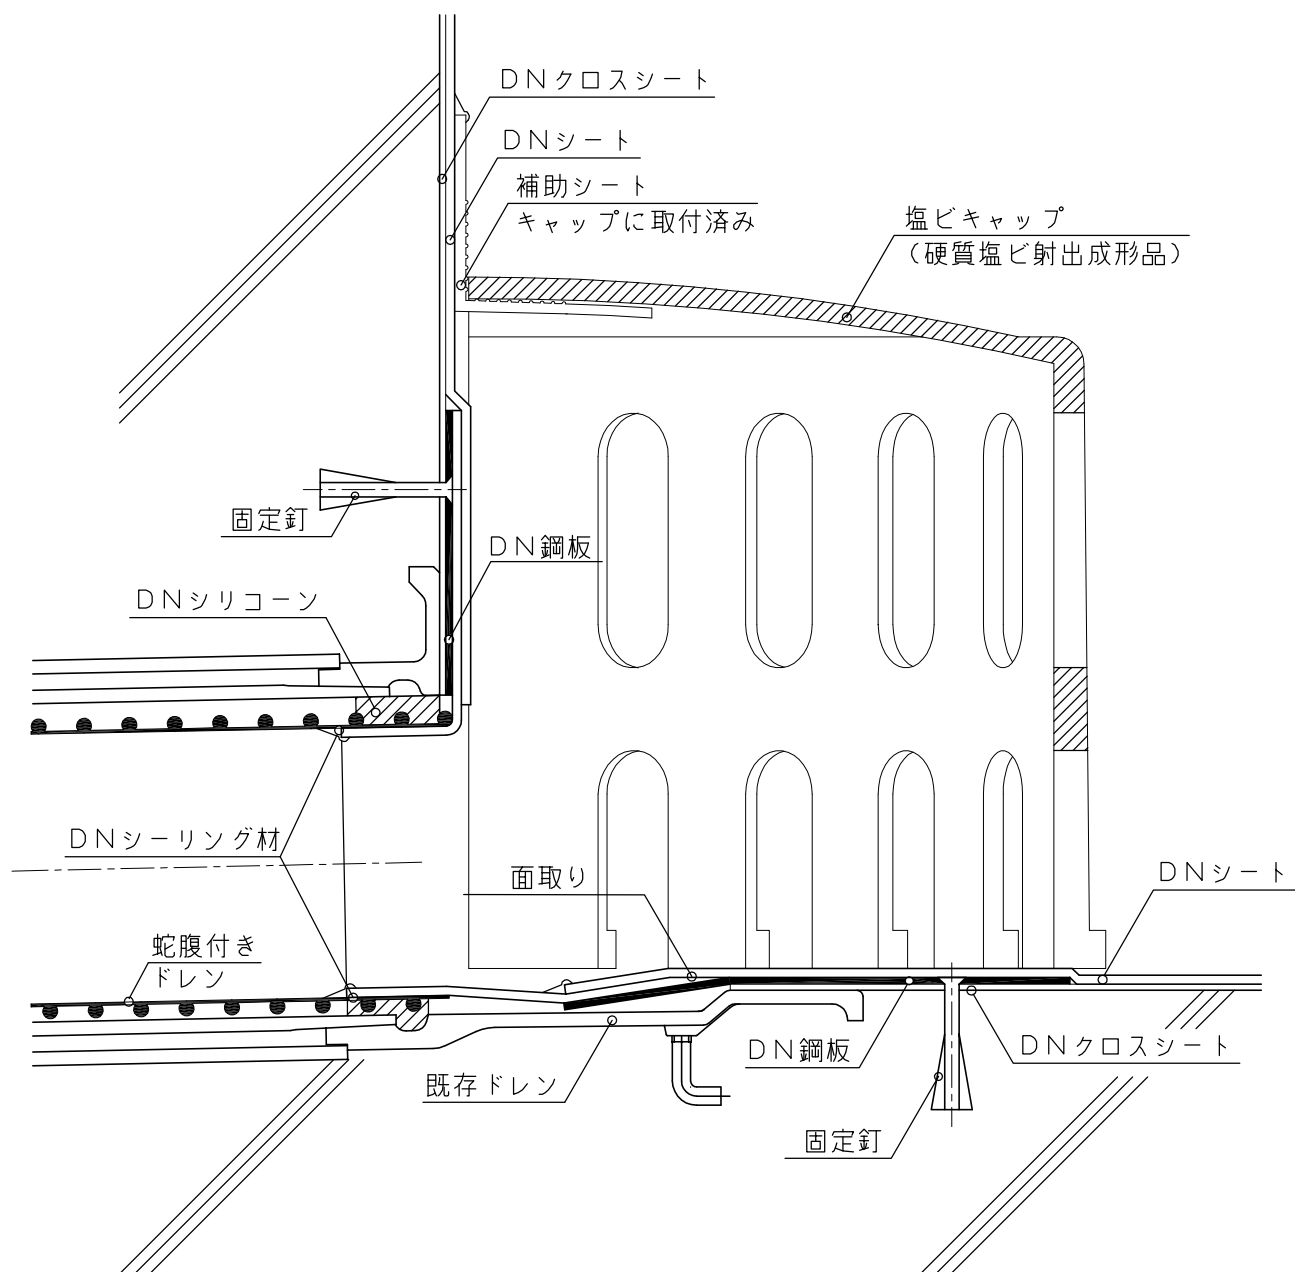 DNクロスシート
DNシート
補助シート
キャップに取付済み
塩ビキャップ
（硬質塩ビ射出成形品）
固定釘
DN鋼板
DNシリコーン
DNシーリング材
面取り
DNシート
蛇腹付き
ドレン
DN鋼板
DNクロスシート
既存ドレン
固定釘